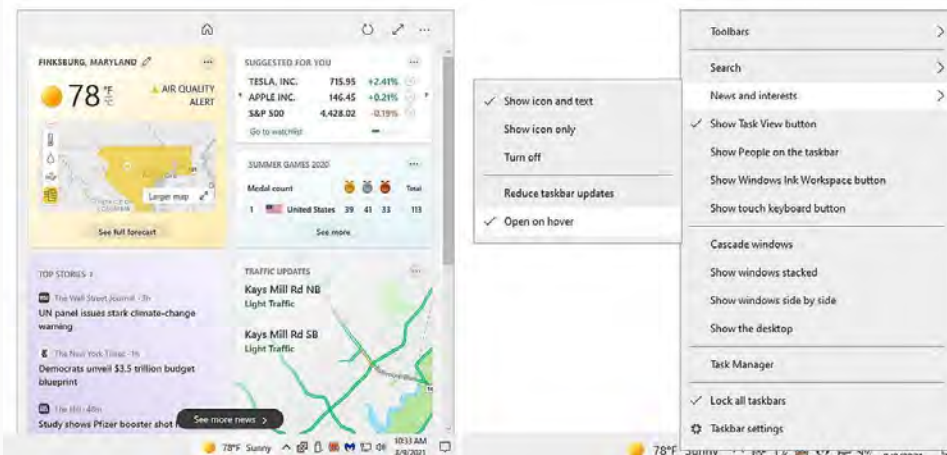 FINKSBURG, MARYLAND
78 °F
AIR QUALITY
ALERT
Larger map
See full forecast
SUGGESTED FOR YOU
TESLA, INC. 715.95 +2.41%
APPLE INC. 146.45 +0.21%
S&P 500 4,428.02 -0.19%
Go to watchlist
SUMMER GAMES 2020
Medal count Total
1 United States 39 41 33 113
See more
TOP STORIES
The Wall Street Journal · 3h
UN panel issues stark climate-change
warning
The New York Times · 1h
Democrats unveil $3.5 trillion budget
blueprint
The Hill · 40m
Study shows Pfizer booster shot
TRAFFIC UPDATES
Kays Mill Rd NB
Light Traffic
Kays Mill Rd SB
Light Traffic
See more news
78°F Sunny 10:33 AM
8/9/2021
Show icon and text
Show icon only
Turn off
Reduce taskbar updates
Open on hover
Toolbars
Search
News and interests
Show Task View button
Show People on the taskbar
Show Windows Ink Workspace button
Show touch keyboard button
Cascade windows
Show windows stacked
Show windows side by side
Show the desktop
Task Manager
Lock all taskbars
Taskbar settings
78°F Sunny